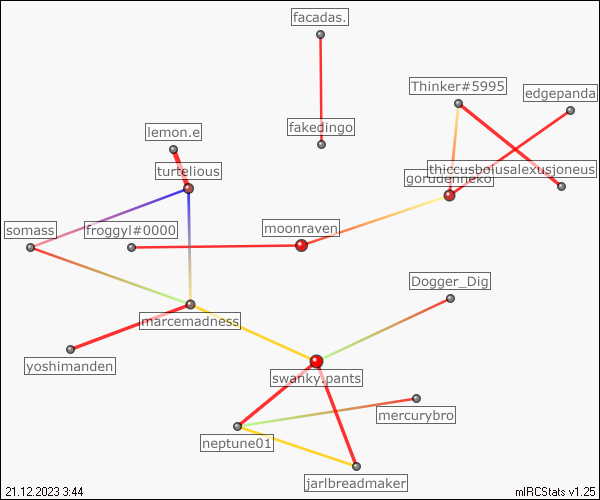 facadas.
Thinker#5995
edgepanda
lemon.e
fakedingo
turtelious
thiccusboiusalexusjoneus
gorudenneko
somass
froggyl#0000
moonraven
Dogger_Dig
marcemadness
yoshimanden
swanky.pants
mercurybro
neptune01
jarlbreadmaker
21.12.2023 3:44
mIRCStats v1.25